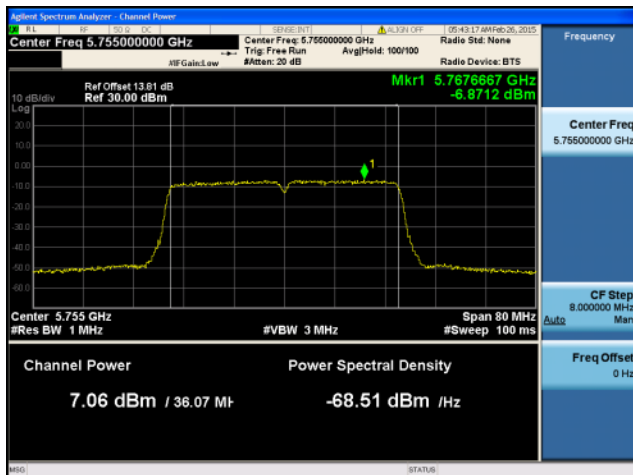 Agilent Spectrum Analyzer - Channel Power
RL RF 50 Ω DC SENSE:INT ALIGN OFF 05:43:17 AM Feb 26, 2015
Center Freq 5.755000000 GHz
Center Freq: 5.755000000 GHz
Radio Std: None
Trig: Free Run Avg|Hold: 100/100
#IFGain:Low #Atten: 20 dB Radio Device: BTS
Frequency
Mkr1 5.7676667 GHz
-6.8712 dBm
Ref Offset 13.81 dB
10 dB/div Ref 30.00 dBm
Log
20.0
10.0
0.00
-10.0
-20.0
-30.0
-40.0
-50.0
-60.0
1
Center Freq
5.755000000 GHz
Center 5.755 GHz Span 80 MHz
#Res BW 1 MHz #VBW 3 MHz #Sweep 100 ms
CF Step
8.000000 MHz
Auto Man
Channel Power Power Spectral Density
7.06 dBm / 36.07 MH -68.51 dBm /Hz
Freq Offset
0 Hz
MSG STATUS